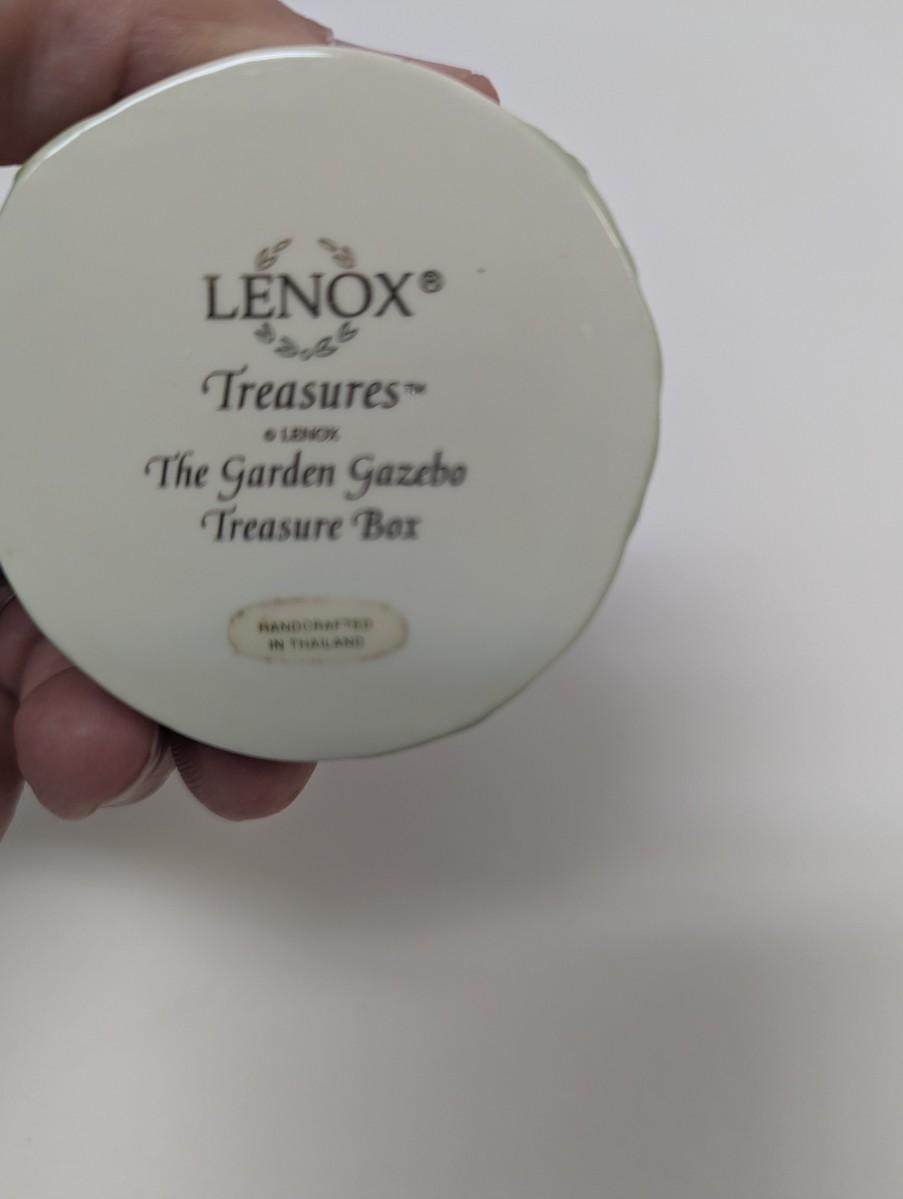 LENOX®
Treasures™
© LENOX
The Garden Gazebo
Treasure Box
HANDCRAFTED
IN THAILAND